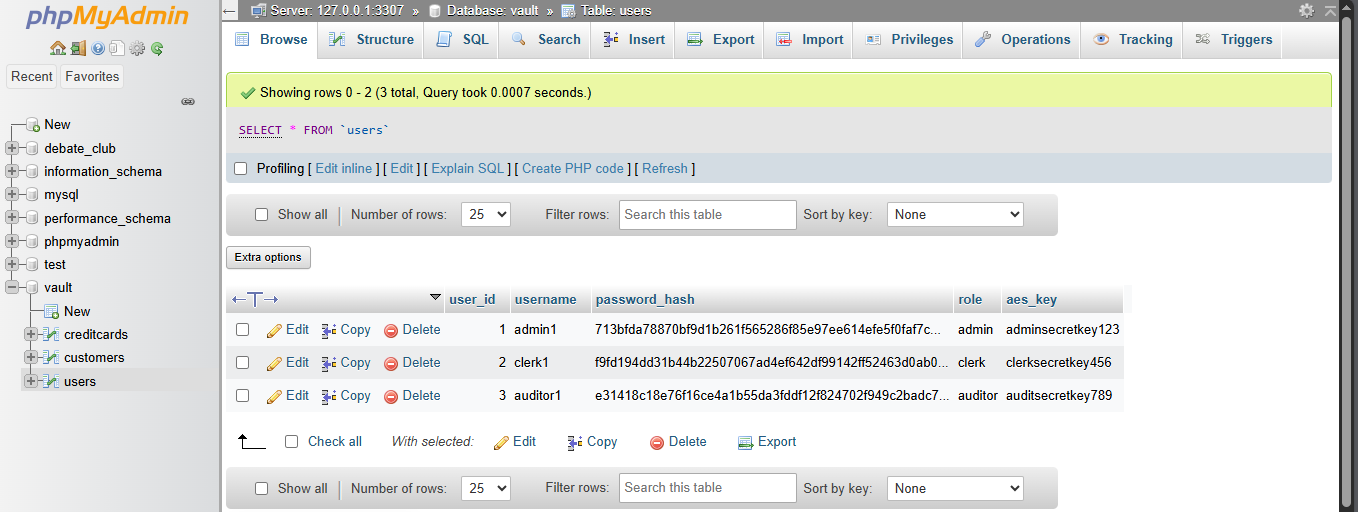 phpMyAdmin
Recent Favorites
New
debate_club
information_schema
mysql
performance_schema
phpmyadmin
test
vault
New
creditcards
customers
users
Server: 127.0.0.1:3307 » Database: vault » Table: users
Browse Structure SQL Search Insert Export Import Privileges Operations Tracking Triggers
Showing rows 0 - 2 (3 total, Query took 0.0007 seconds.)
SELECT * FROM `users`
Profiling [ Edit inline ] [ Edit ] [ Explain SQL ] [ Create PHP code ] [ Refresh ]
Show all Number of rows: 25 Filter rows: Search this table Sort by key: None
Extra options
←T→ user_id username password_hash role aes_key
Edit Copy Delete 1 admin1 713bfda78870bf9d1b261f565286f85e97ee614efe5f0faf7c... admin adminsecretkey123
Edit Copy Delete 2 clerk1 f9fd194dd31b44b22507067ad4ef642df99142ff52463d0ab0... clerk clerksecretkey456
Edit Copy Delete 3 auditor1 e31418c18e76f16ce4a1b55da3fddf12f824702f949c2badc7... auditor auditsecretkey789
Check all With selected: Edit Copy Delete Export
Show all Number of rows: 25 Filter rows: Search this table Sort by key: None